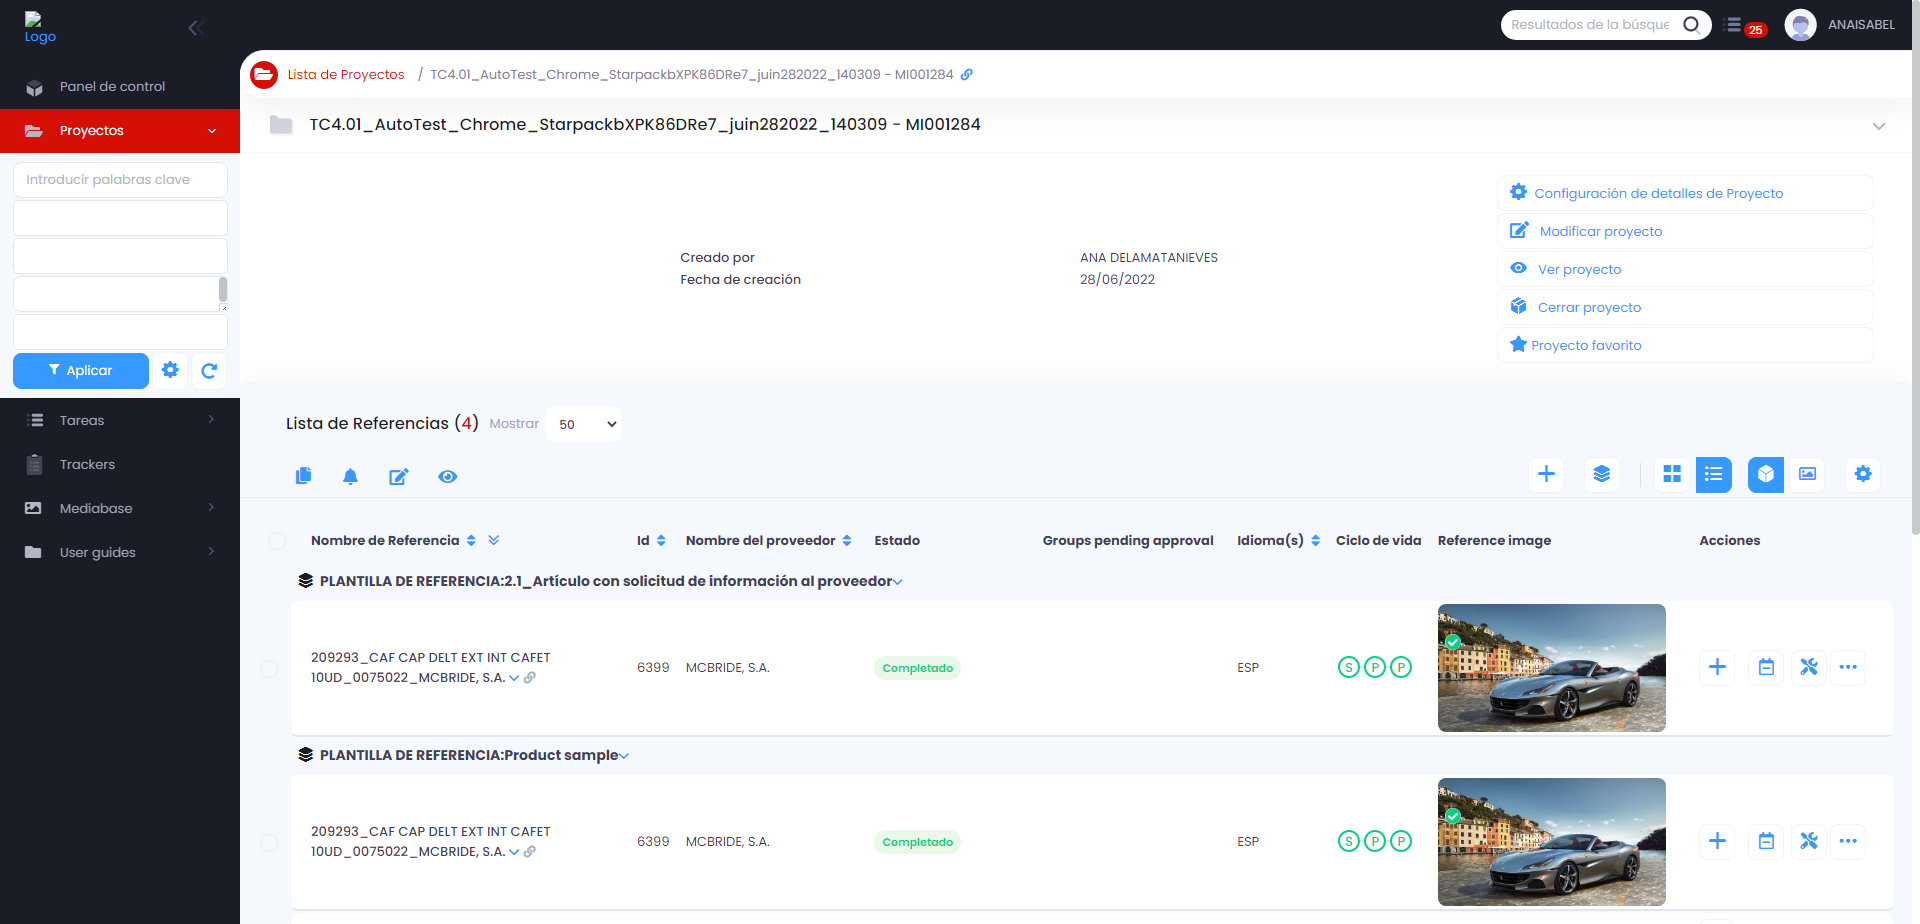 Logo
Resultados de la búsque
25
ANAISABEL
Panel de control
Proyectos
Introducir palabras clave
Aplicar
Tareas
Trackers
Mediabase
User guides
Lista de Proyectos / TC4.01_AutoTest_Chrome_StarpackbXPK86DRe7_juin282022_140309 - MI001284
TC4.01_AutoTest_Chrome_StarpackbXPK86DRe7_juin282022_140309 - MI001284
Creado por ANA DELAMATANIEVES
Fecha de creación 28/06/2022
Configuración de detalles de Proyecto
Modificar proyecto
Ver proyecto
Cerrar proyecto
Proyecto favorito
Lista de Referencias (4) Mostrar 50
Nombre de Referencia Id Nombre del proveedor Estado Groups pending approval Idioma(s) Ciclo de vida Reference image Acciones
PLANTILLA DE REFERENCIA:2.1_Artículo con solicitud de información al proveedor
209293_CAF CAP DELT EXT INT CAFET
10UD_0075022_MCBRIDE, S.A.
6399 MCBRIDE, S.A. Completado ESP S P P
PLANTILLA DE REFERENCIA:Product sample
209293_CAF CAP DELT EXT INT CAFET
10UD_0075022_MCBRIDE, S.A.
6399 MCBRIDE, S.A. Completado ESP S P P